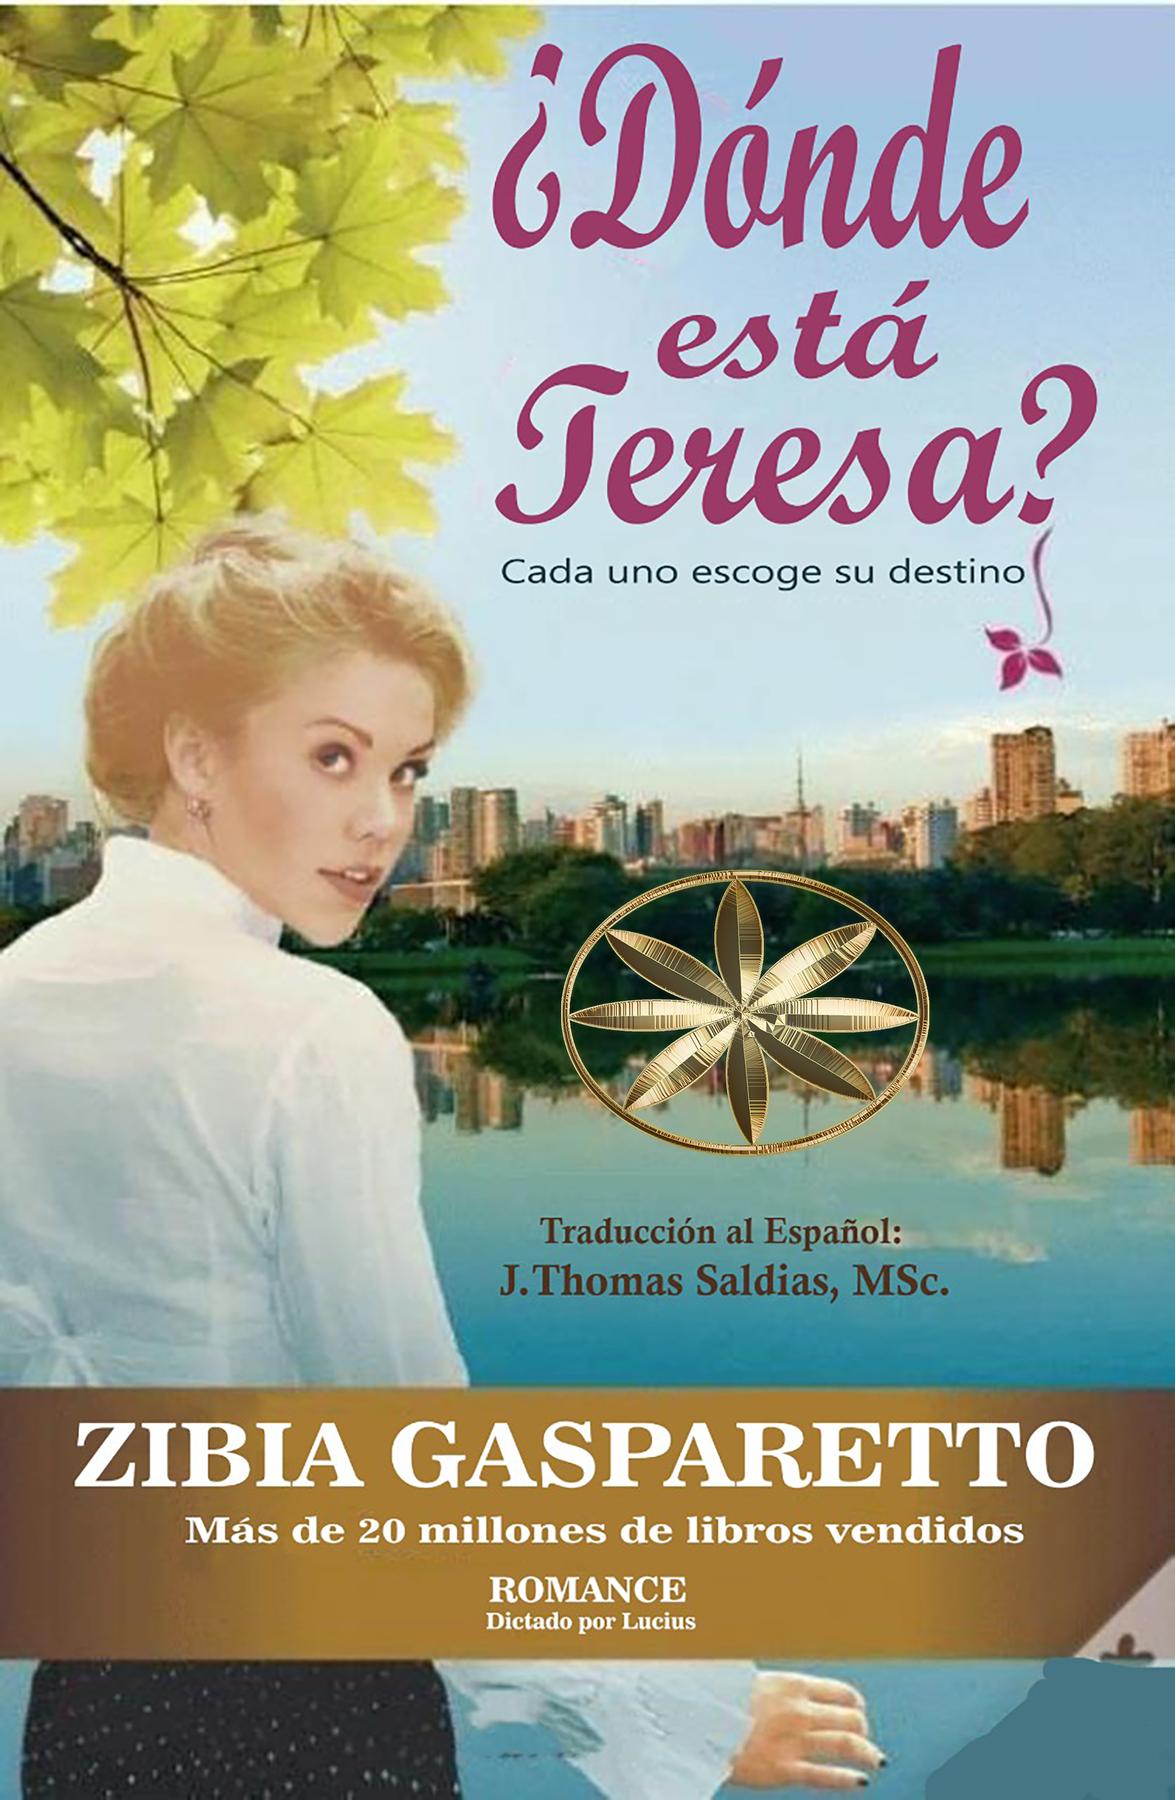 ¿Dónde
está
Teresa?
Cada uno escoge su destino
Traducción al Español:
J.Thomas Saldias, MSc.
ZIBIA GASPARETTO
Más de 20 millones de libros vendidos
ROMANCE
Dictado por Lucius